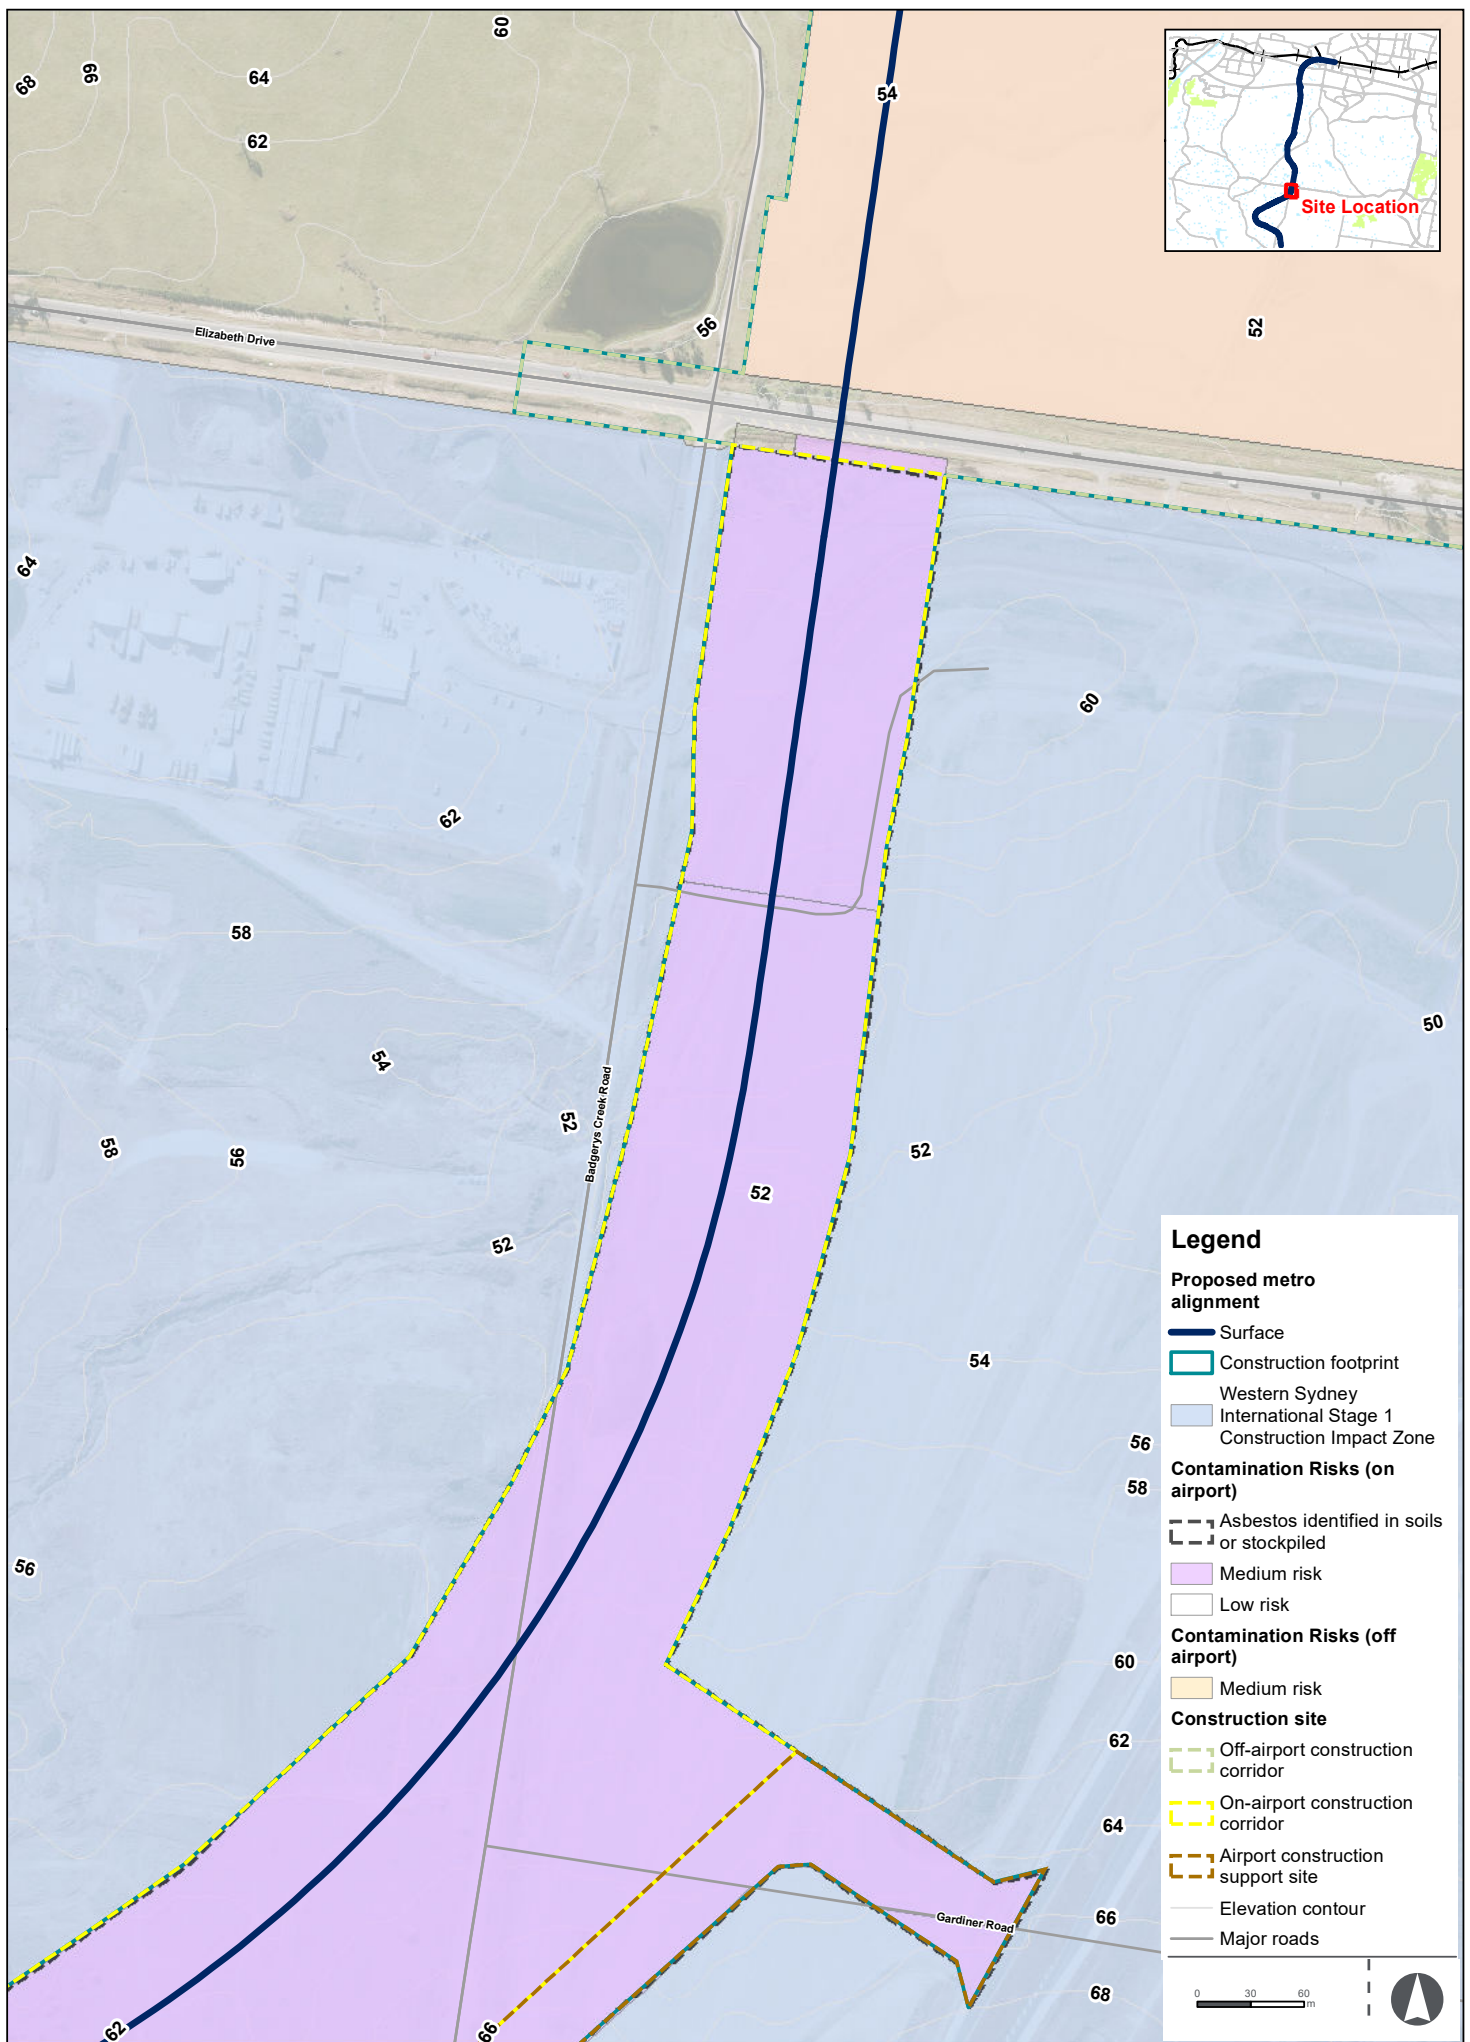 60
68
66
64
54
62
Site Location
56
52
Elizabeth Drive
64
60
62
58
50
54
52
58
56
Badgerys Creek Road
52
52
52
54
56
58
56
60
62
64
66
Gardiner Road
68
62
66
Legend
Proposed metro
alignment
Surface
Construction footprint
Western Sydney
International Stage 1
Construction Impact Zone
Contamination Risks (on
airport)
Asbestos identified in soils
or stockpiled
Medium risk
Low risk
Contamination Risks (off
airport)
Medium risk
Construction site
Off-airport construction
corridor
On-airport construction
corridor
Airport construction
support site
Elevation contour
Major roads
0 30 60
m